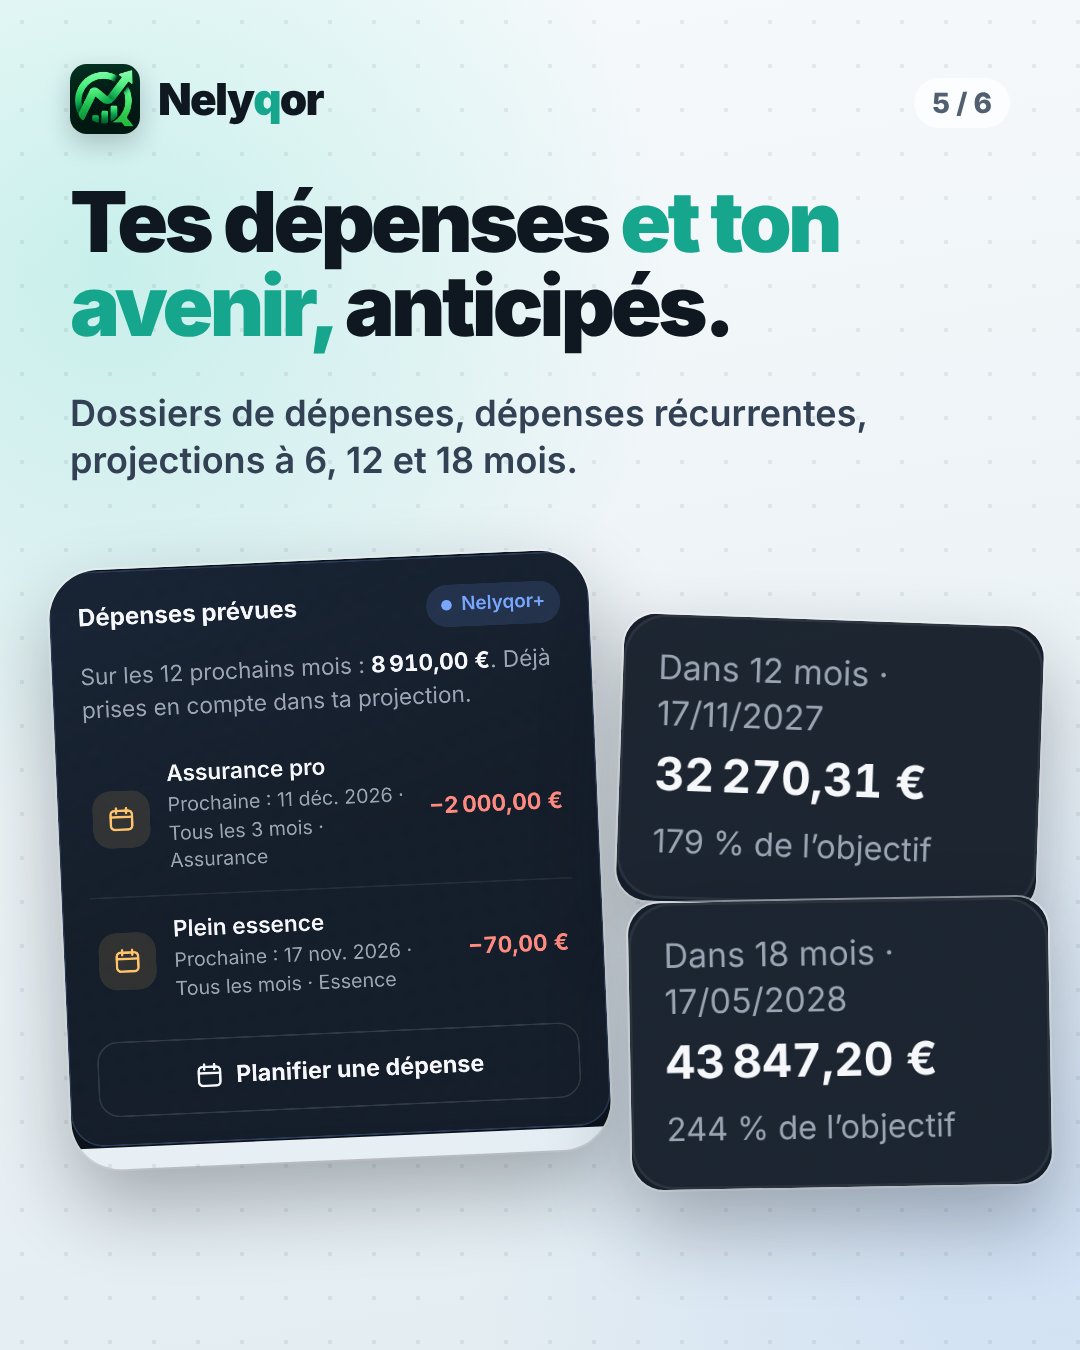 Nelyqor
5 / 6
Tes dépenses et ton
avenir, anticipés.
Dossiers de dépenses, dépenses récurrentes,
projections à 6, 12 et 18 mois.
Dépenses prévues
Nelyqor+
Sur les 12 prochains mois : 8 910,00 €. Déjà
prises en compte dans ta projection.
Assurance pro
Prochaine : 11 déc. 2026 ·
Tous les 3 mois ·
Assurance
−2 000,00 €
Plein essence
Prochaine : 17 nov. 2026 ·
Tous les mois · Essence
−70,00 €
Planifier une dépense
Dans 12 mois ·
17/11/2027
32 270,31 €
179 % de l’objectif
Dans 18 mois ·
17/05/2028
43 847,20 €
244 % de l’objectif